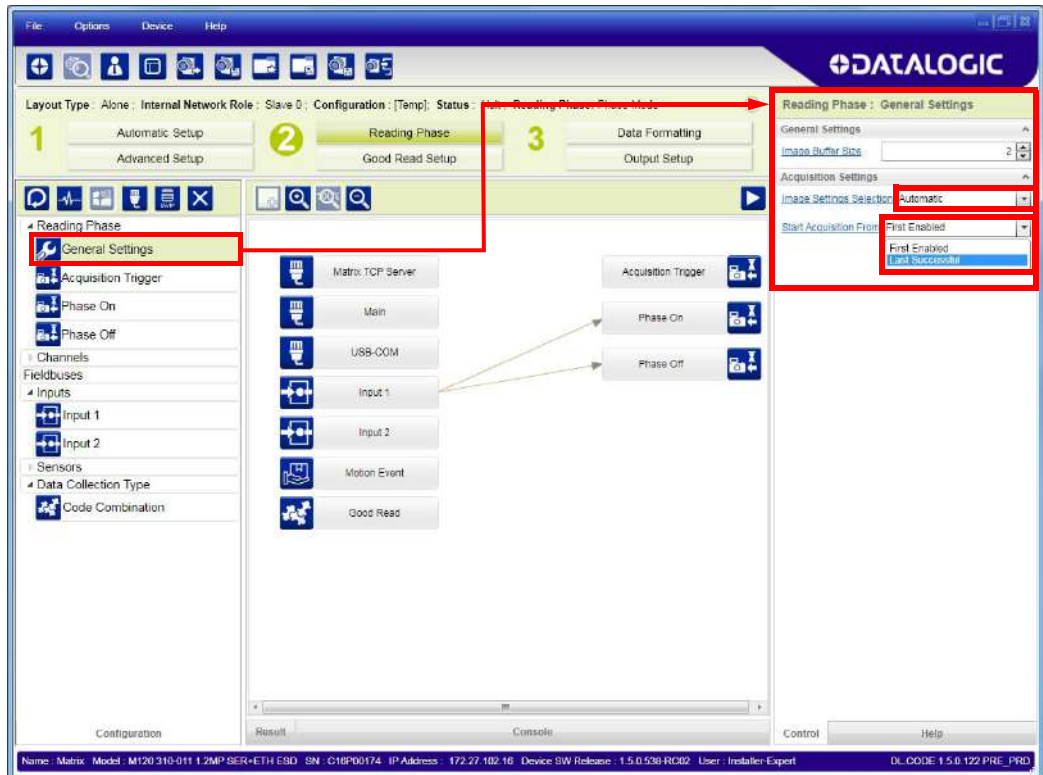 File Options Device Help
DATALOGIC
Layout Type : Alone ; Internal Network Role : Slave 0 ; Configuration : [Temp]; Status : Reading Phase: Phase Mode
1 Automatic Setup 2 Reading Phase 3 Data Formatting
Advanced Setup Good Read Setup Output Setup
Reading Phase
General Settings
Acquisition Trigger
Phase On
Phase Off
Channels
Fieldbuses
Inputs
Input 1
Input 2
Sensors
Data Collection Type
Code Combination
Configuration
Matrix TCP Server
Main
USB-COM
Input 1
Input 2
Motion Event
Good Read
Acquisition Trigger
Phase On
Phase Off
Result Console
Reading Phase : General Settings
General Settings
Image Buffer Size 2
Acquisition Settings
Image Settings Selection Automatic
Start Acquisition From First Enabled
First Enabled
Last Successful
Control Help
Name : Matrix Model : M120 310-011 1.2MP SER+ETH ESD SN : C16P00174 IP Address : 172.27.102.16 Device SW Release : 1.5.0.538-RC02 User : Installer-Expert DL.CODE 1.5.0.122 PRE_PRD